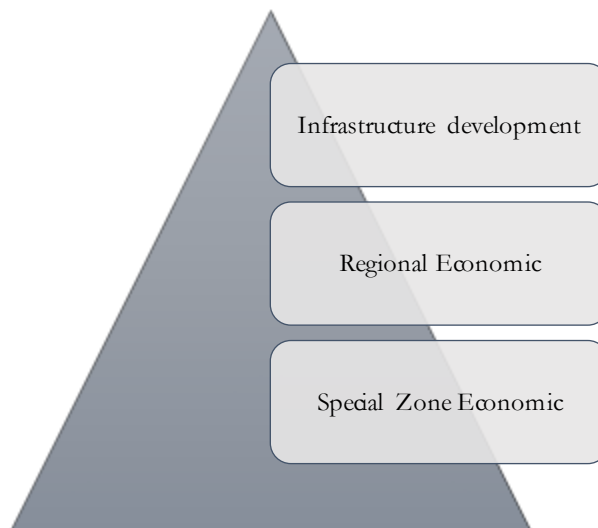 Infrastructure development
Regional Economic
Special Zone Economic